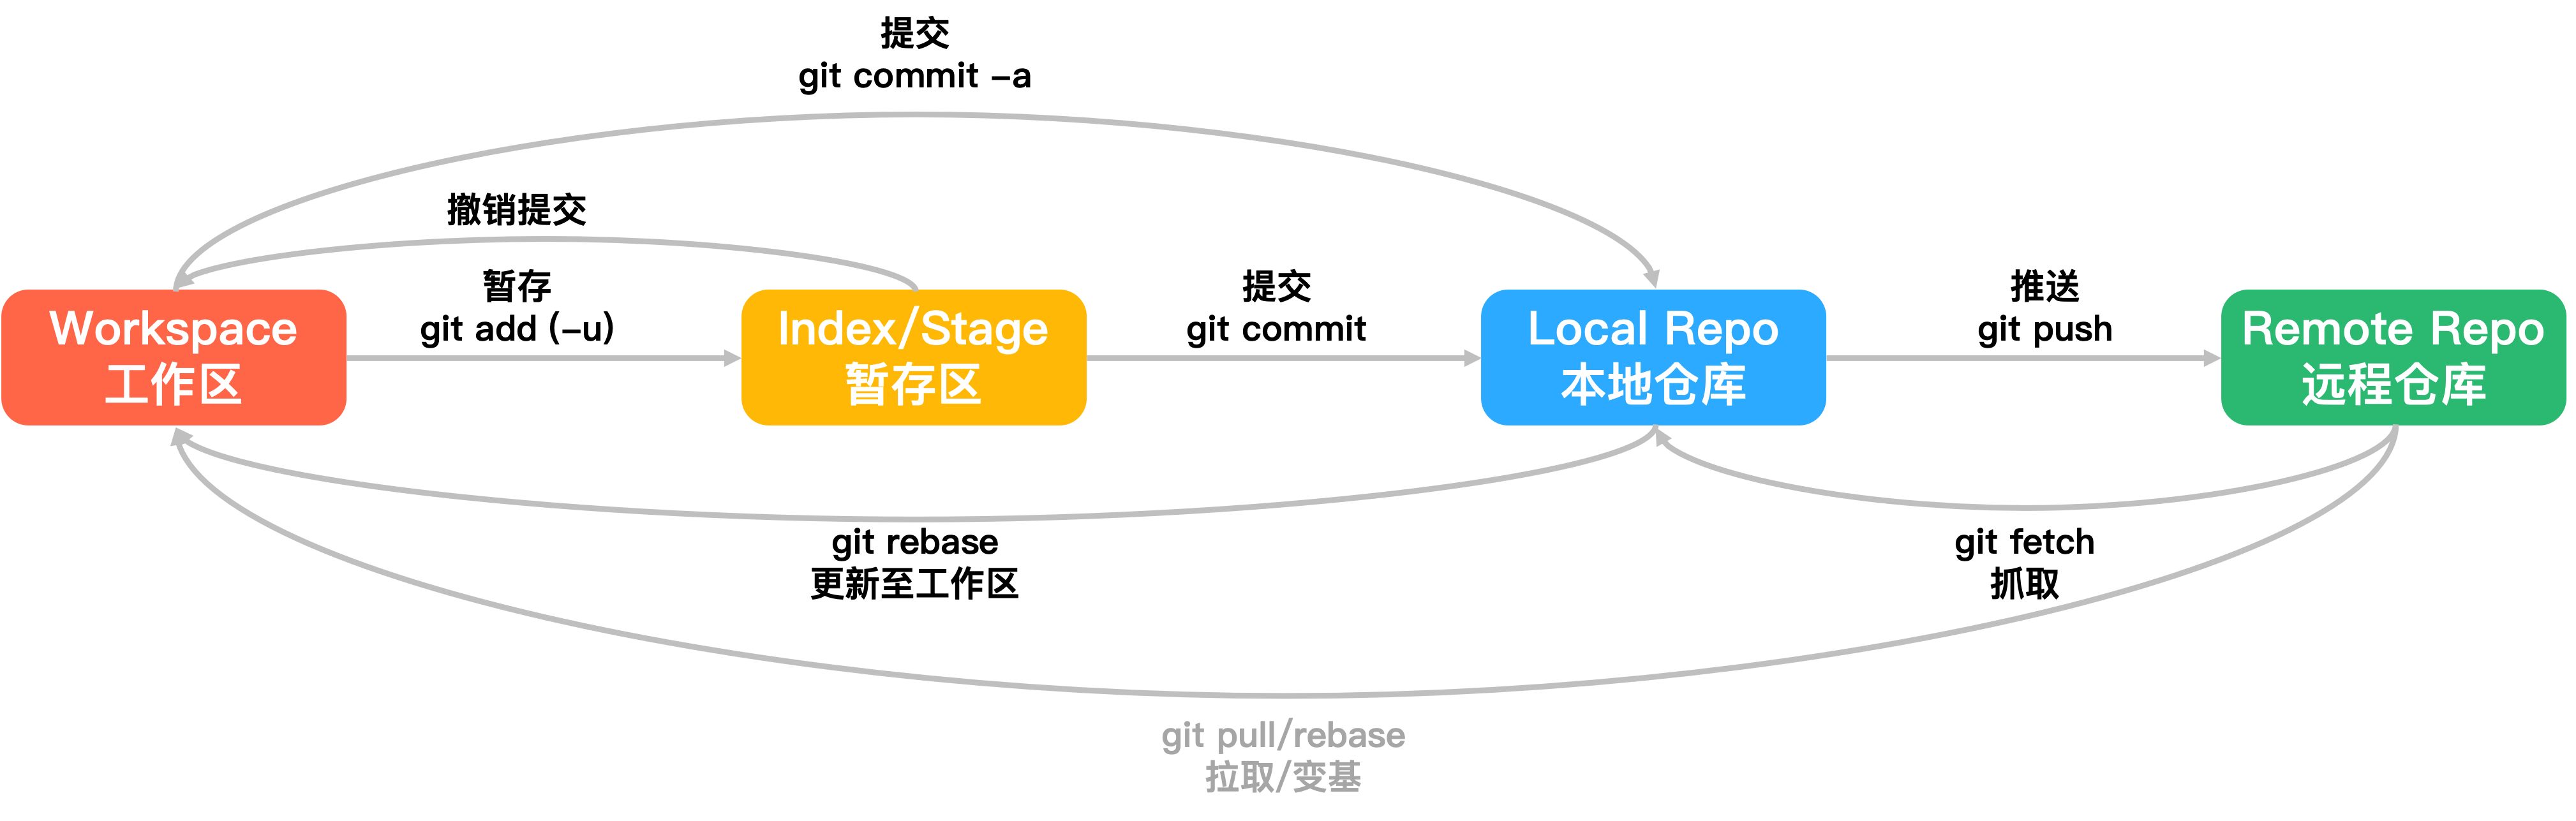 提交
git commit –a
撤销提交
暂存
git add (–u)
提交
git commit
推送
git push
Workspace
工作区
Index/Stage
暂存区
Local Repo
本地仓库
Remote Repo
远程仓库
git rebase
更新至工作区
git fetch
抓取
git pull/rebase
拉取/变基